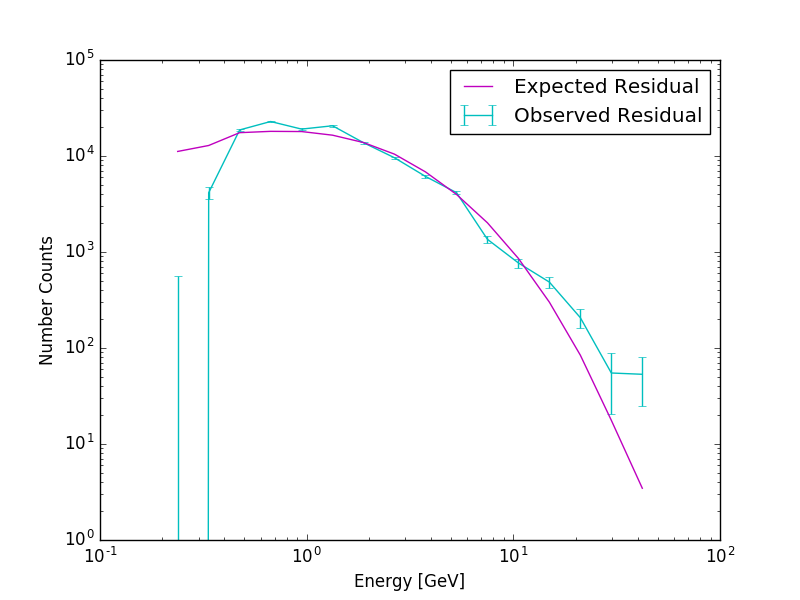 10^5
10^4
10^3
10^2
10^1
10^0
Number Counts
Expected Residual
Observed Residual
10^-1
10^0
10^1
10^2
Energy [GeV]